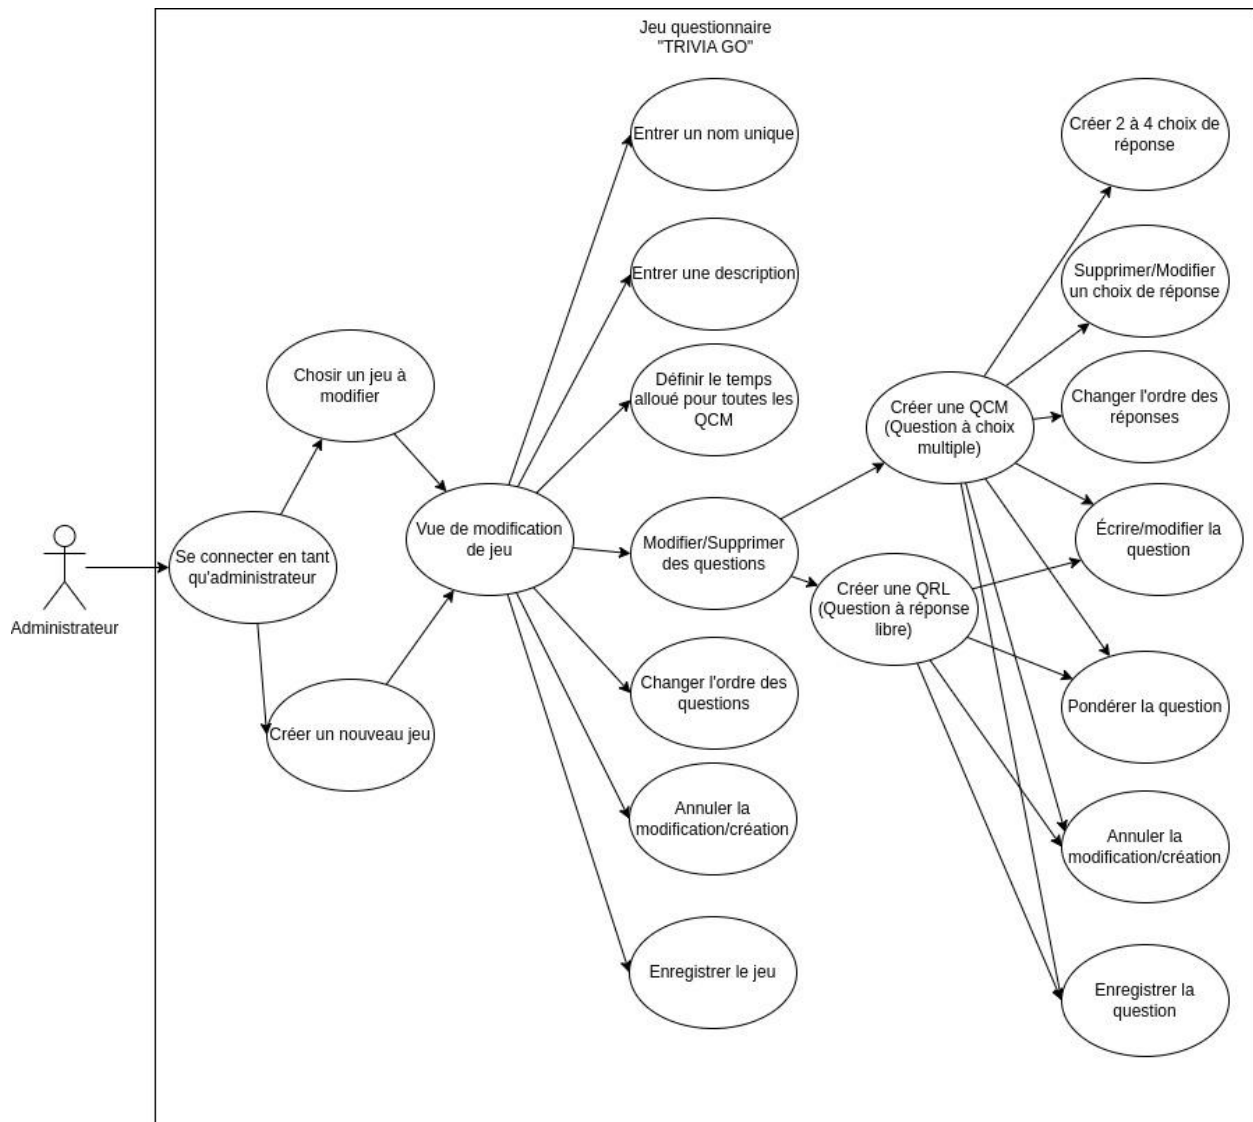 Jeu questionnaire
"TRIVIA GO"
Entrer un nom unique
Créer 2 à 4 choix de
réponse
Entrer une description
Supprimer/Modifier
un choix de réponse
Chosir un jeu à
modifier
Définir le temps
alloué pour toutes les
QCM
Créer une QCM
(Question à choix
multiple)
Changer l'ordre des
réponses
Se connecter en tant
qu'administrateur
Vue de modification
de jeu
Modifier/Supprimer
des questions
Créer une QRL
(Question à réponse
libre)
Écrire/modifier la
question
Administrateur
Créer un nouveau jeu
Changer l'ordre des
questions
Pondérer la question
Annuler la
modification/création
Annuler la
modification/création
Enregistrer le jeu
Enregistrer la
question